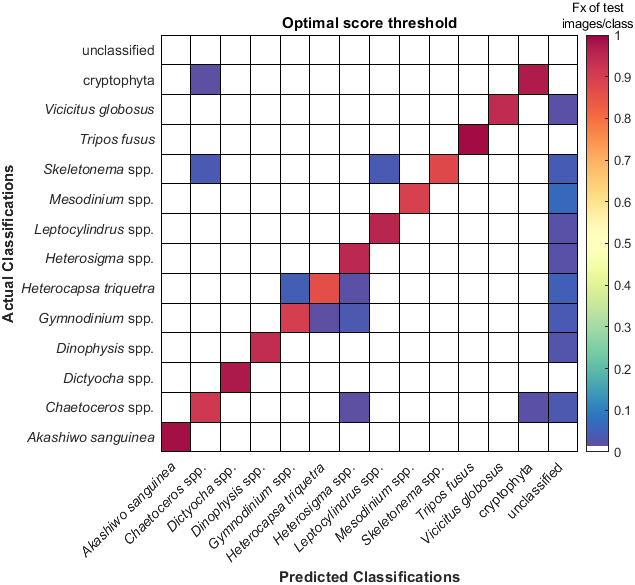 Optimal score threshold
Fx of test
images/class
Actual Classifications
unclassified
cryptophyta
Vicicitus globosus
Tripos fusus
Skeletonema spp.
Mesodinium spp.
Leptocylindrus spp.
Heterosigma spp.
Heterocapsa triquetra
Gymnodinium spp.
Dinophysis spp.
Dictyocha spp.
Chaetoceros spp.
Akashiwo sanguinea
1
0.9
0.8
0.7
0.6
0.5
0.4
0.3
0.2
0.1
0
Akashiwo sanguinea
Chaetoceros spp.
Dictyocha spp.
Dinophysis spp.
Gymnodinium spp.
Heterocapsa triquetra
Heterosigma spp.
Leptocylindrus spp.
Mesodinium spp.
Skeletonema spp.
Tripos fusus
Vicicitus globosus
cryptophyta
unclassified
Predicted Classifications